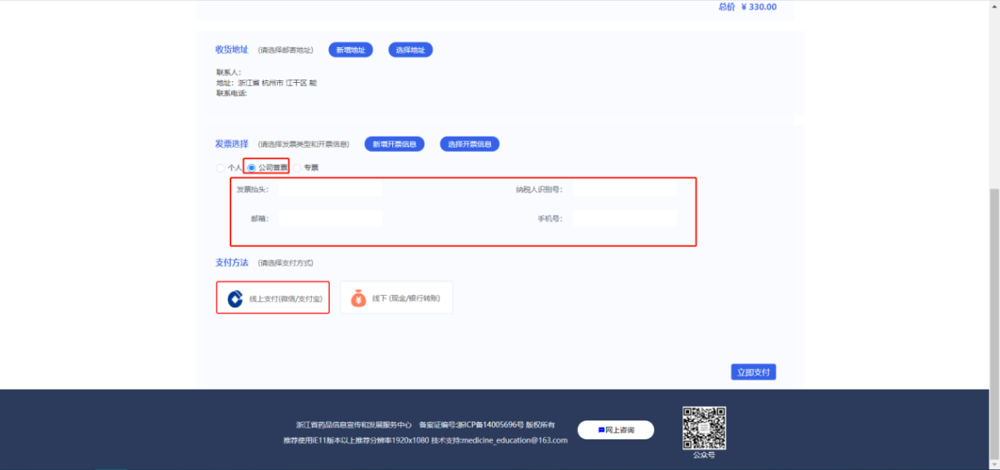 总价 ￥330.00
收货地址 (请选择邮寄地址) 新增地址 选择地址
联系人:
地址: 浙江省 杭州市 江干区 能
联系电话:
发票选择 (请选择发票类型和开票信息) 新增开票信息 选择开票信息
个人 公司普票 专票
发票抬头: 纳税人识别号:
邮箱: 手机号:
支付方法 (请选择支付方式)
线上支付(微信/支付宝) 线下 (现金/银行转账)
立即支付
浙江省药品信息宣传和发展服务中心 备案证编号:浙ICP备14005696号 版权所有
推荐使用IE11版本以上推荐分辨率1920x1080 技术支持:medicine_education@163.com
网上咨询
公众号